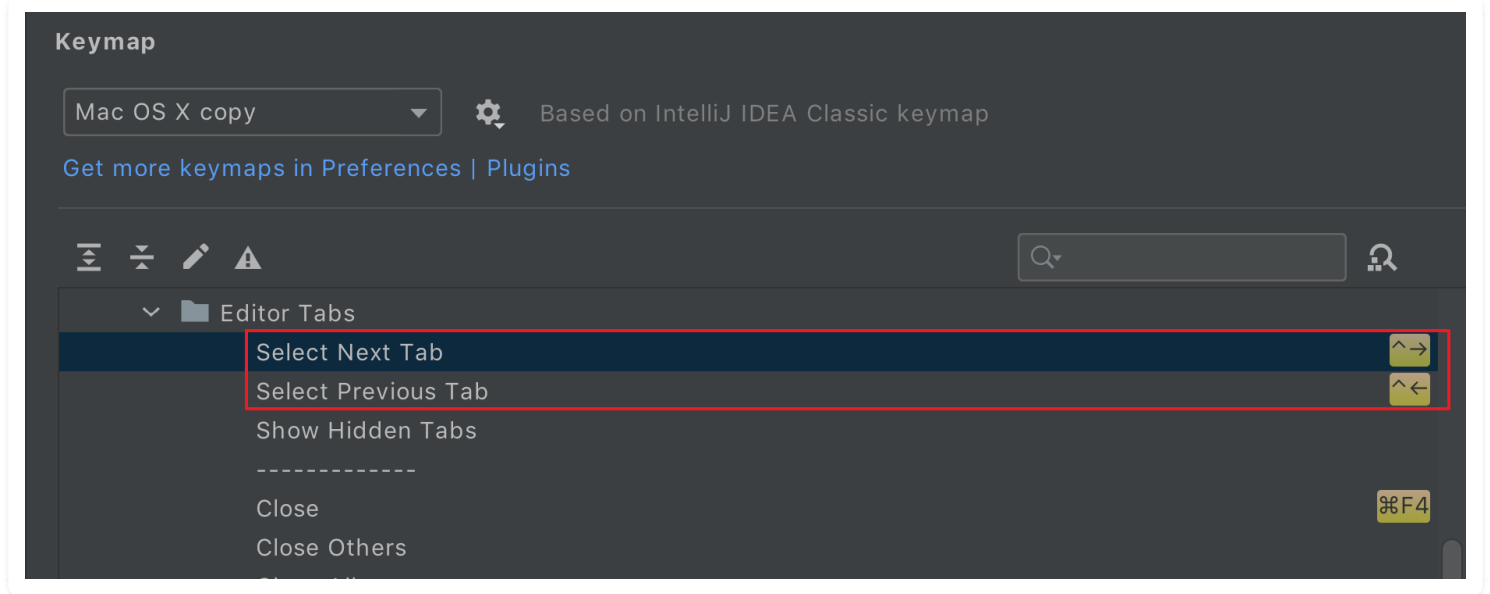 Keymap
Mac OS X copy
Based on IntelliJ IDEA Classic keymap
Get more keymaps in Preferences | Plugins
Editor Tabs
Select Next Tab ^→
Select Previous Tab ^←
Show Hidden Tabs
-------------
Close ⌘F4
Close Others